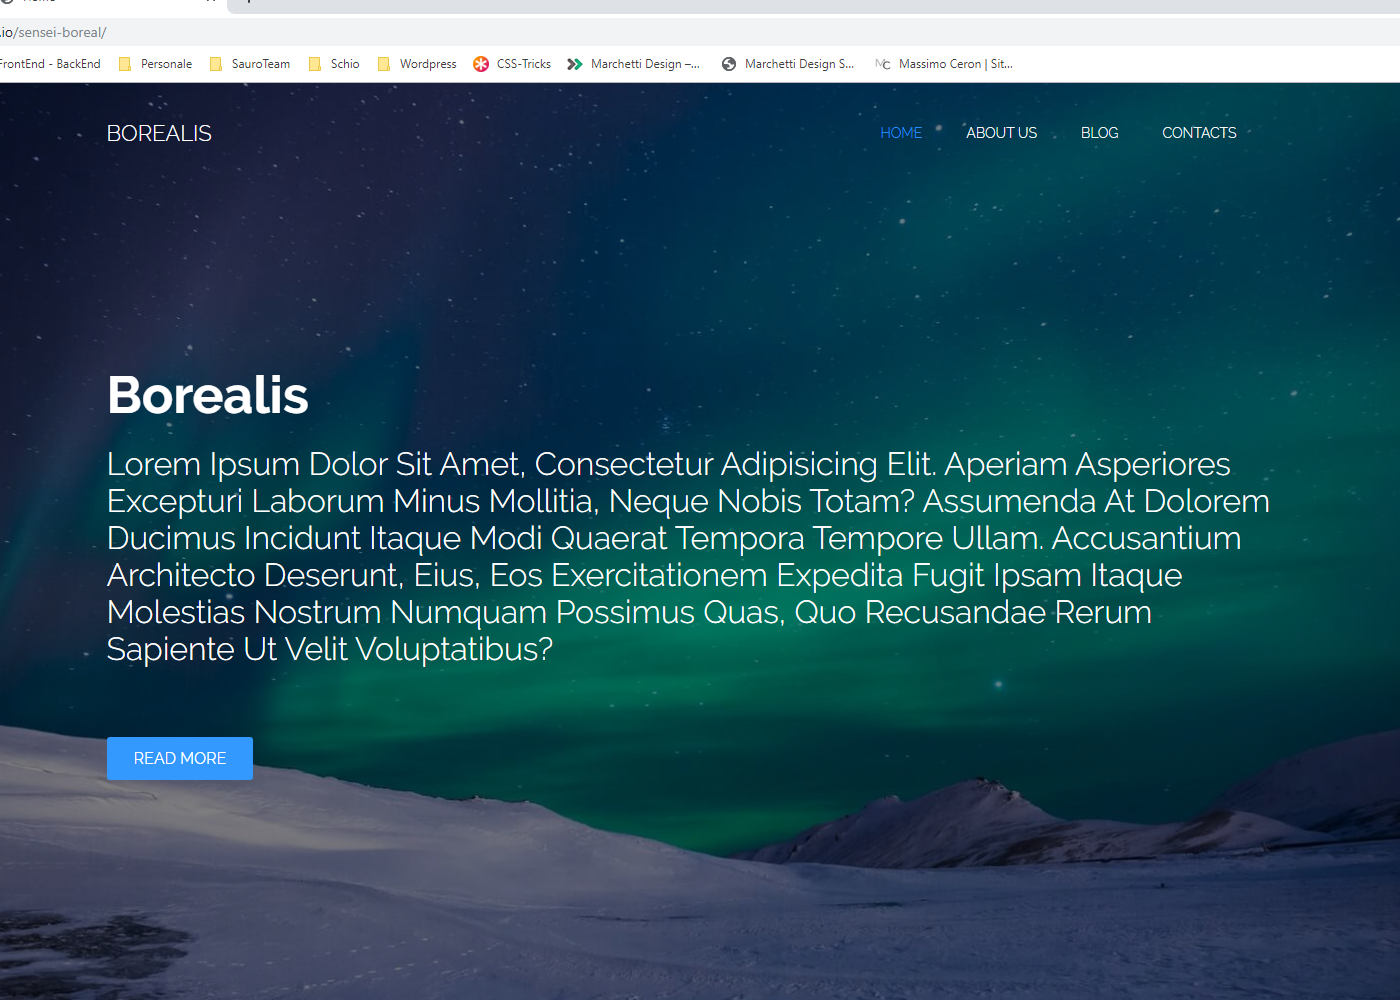 .io/sensei-boreal/
FrontEnd - BackEnd Personale SauroTeam Schio Wordpress CSS-Tricks Marchetti Design –... Marchetti Design S... Massimo Ceron | Sit...
BOREALIS HOME ABOUT US BLOG CONTACTS
Borealis
Lorem Ipsum Dolor Sit Amet, Consectetur Adipisicing Elit. Aperiam Asperiores
Excepturi Laborum Minus Mollitia, Neque Nobis Totam? Assumenda At Dolorem
Ducimus Incidunt Itaque Modi Quaerat Tempora Tempore Ullam. Accusantium
Architecto Deserunt, Eius, Eos Exercitationem Expedita Fugit Ipsam Itaque
Molestias Nostrum Numquam Possimus Quas, Quo Recusandae Rerum
Sapiente Ut Velit Voluptatibus?
READ MORE